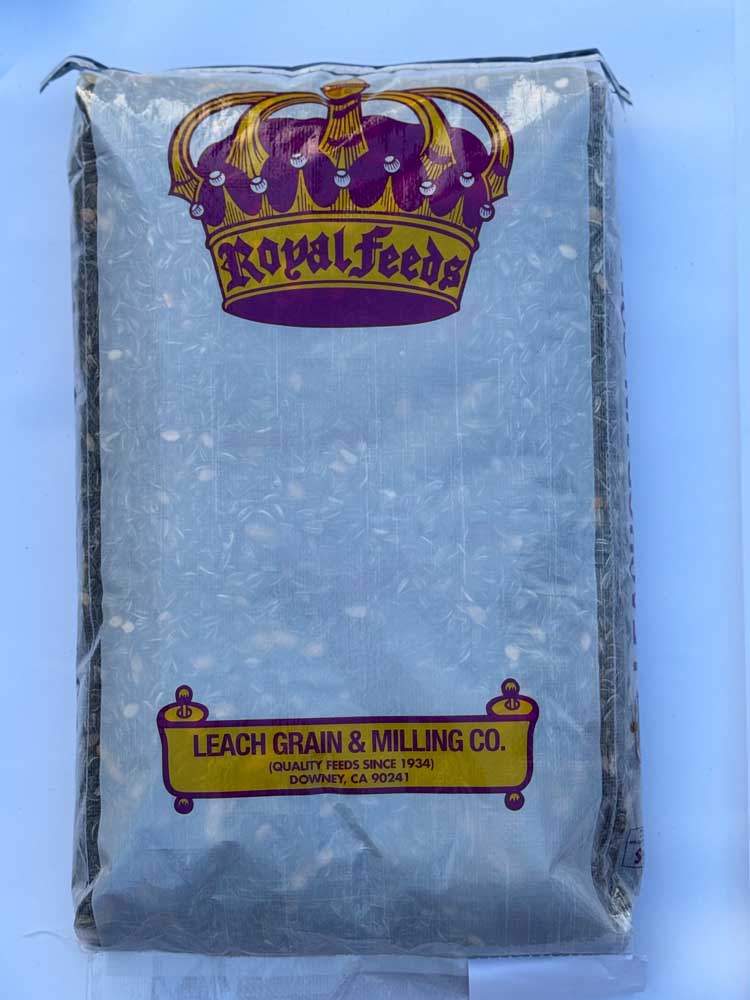 Royal Feeds
LEACH GRAIN & MILLING CO.
(QUALITY FEEDS SINCE 1934)
DOWNEY, CA 90241